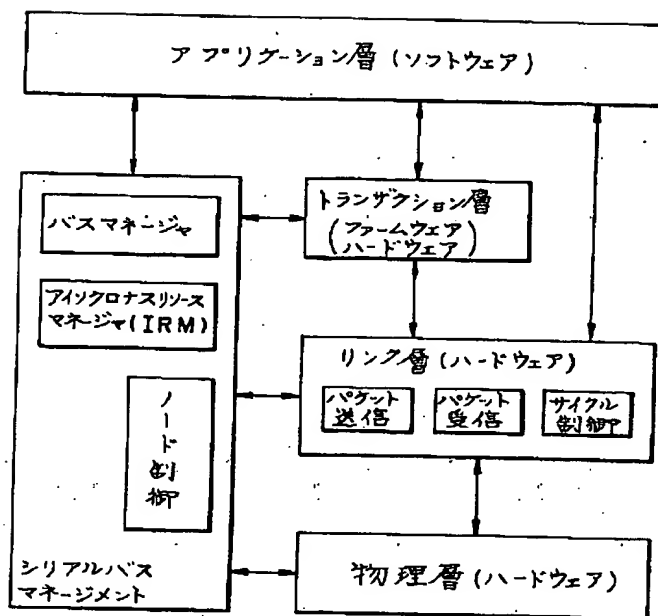 アプリケーション層(ソフトウェア)
バスマネージャ
アイソクロナスリソース
マネージャ(IRM)
ノード制御
シリアルバス
マネージメント
トランザクション層
(ファームウェア
ハードウェア)
リンク層(ハードウェア)
パケット
送信
パケット
受信
サイクル
制御
物理層(ハードウェア)